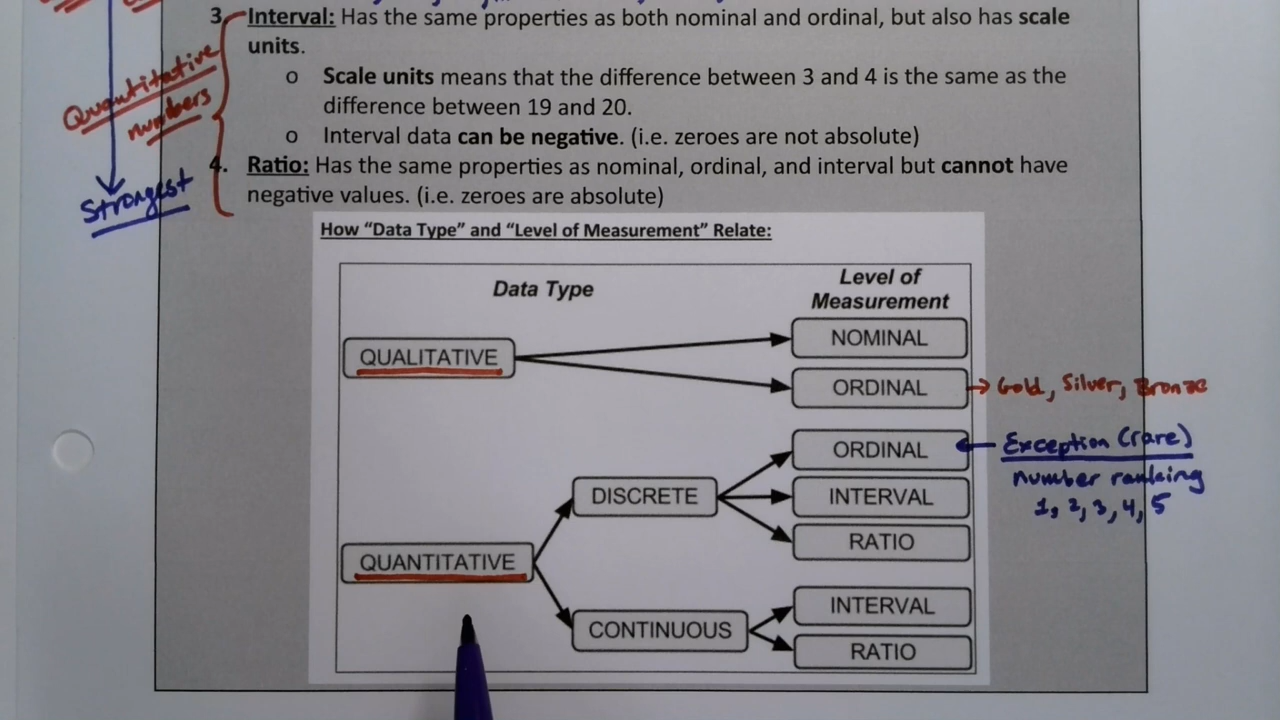 3. Interval: Has the same properties as both nominal and ordinal, but also has scale
units.
o Scale units means that the difference between 3 and 4 is the same as the
difference between 19 and 20.
o Interval data can be negative. (i.e. zeroes are not absolute)
Quantitative
numbers
4. Ratio: Has the same properties as nominal, ordinal, and interval but cannot have
negative values. (i.e. zeroes are absolute)
Strongest
How “Data Type” and “Level of Measurement” Relate:
Data Type
Level of
Measurement
QUALITATIVE
NOMINAL
ORDINAL
Gold, Silver, Bronze
QUANTITATIVE
DISCRETE
ORDINAL
Exception (rare)
number ranking
1, 2, 3, 4, 5
INTERVAL
RATIO
CONTINUOUS
INTERVAL
RATIO